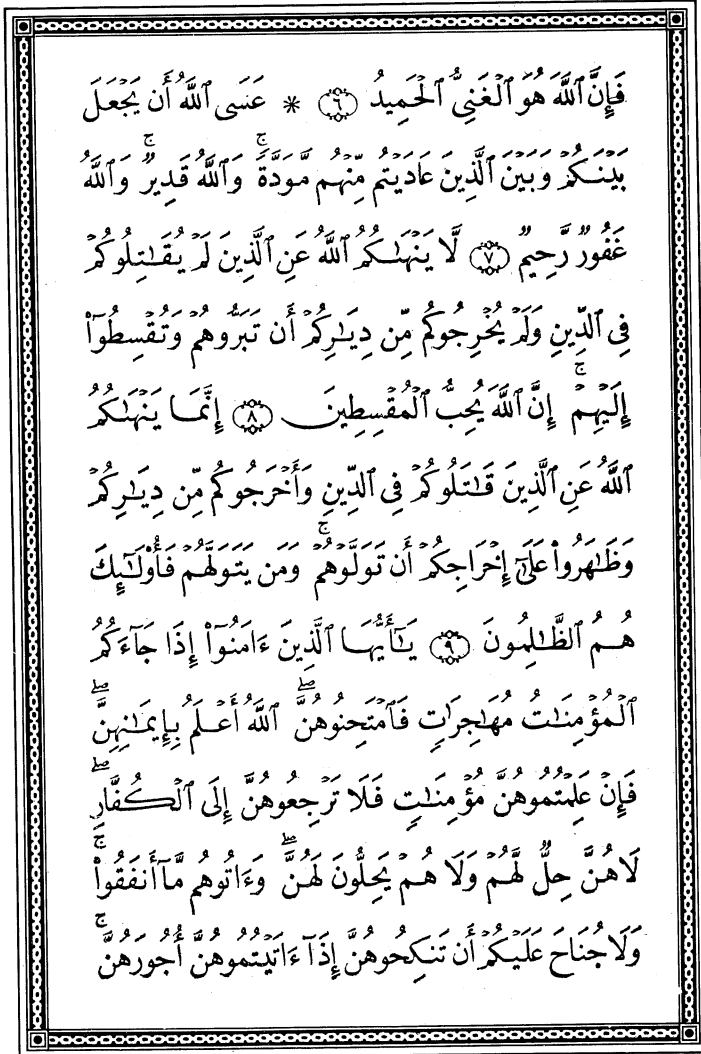 فَإِنَّ ٱللَّهَ هُوَ ٱلْغَنِىُّ ٱلْحَمِيدُ ٦ * عَسَى ٱللَّهُ أَن يَجْعَلَ
بَيْنَكُمْ وَبَيْنَ ٱلَّذِينَ عَادَيْتُم مِّنْهُم مَّوَدَّةًۚ وَٱللَّهُ قَدِيرٌۚ وَٱللَّهُ
غَفُورٌ رَّحِيمٌ ٧ لَّا يَنْهَىٰكُمُ ٱللَّهُ عَنِ ٱلَّذِينَ لَمْ يُقَٰتِلُوكُمْ
فِى ٱلدِّينِ وَلَمْ يُخْرِجُوكُم مِّن دِيَٰرِكُمْ أَن تَبَرُّوهُمْ وَتُقْسِطُوٓا۟
إِلَيْهِمْۚ إِنَّ ٱللَّهَ يُحِبُّ ٱلْمُقْسِطِينَ ٨ إِنَّمَا يَنْهَىٰكُمُ
ٱللَّهُ عَنِ ٱلَّذِينَ قَٰتَلُوكُمْ فِى ٱلدِّينِ وَأَخْرَجُوكُم مِّن دِيَٰرِكُمْ
وَظَٰهَرُوا۟ عَلَىٰٓ إِخْرَاجِكُمْ أَن تَوَلَّوْهُمْۚ وَمَن يَتَوَلَّهُمْ فَأُو۟لَٰٓئِكَ
هُمُ ٱلظَّٰلِمُونَ ٩ يَٰٓأَيُّهَا ٱلَّذِينَ ءَامَنُوٓا۟ إِذَا جَآءَكُمُ
ٱلْمُؤْمِنَٰتُ مُهَٰجِرَٰتٍ فَٱمْتَحِنُوهُنَّۖ ٱللَّهُ أَعْلَمُ بِإِيمَٰنِهِنَّۖ
فَإِنْ عَلِمْتُمُوهُنَّ مُؤْمِنَٰتٍ فَلَا تَرْجِعُوهُنَّ إِلَى ٱلْكُفَّارِۖ
لَا هُنَّ حِلٌّ لَّهُمْ وَلَا هُمْ يَحِلُّونَ لَهُنَّۖ وَءَاتُوهُم مَّآ أَنفَقُوا۟ۚ
وَلَا جُنَاحَ عَلَيْكُمْ أَن تَنكِحُوهُنَّ إِذَآ ءَاتَيْتُمُوهُنَّ أُجُورَهُنَّۚ